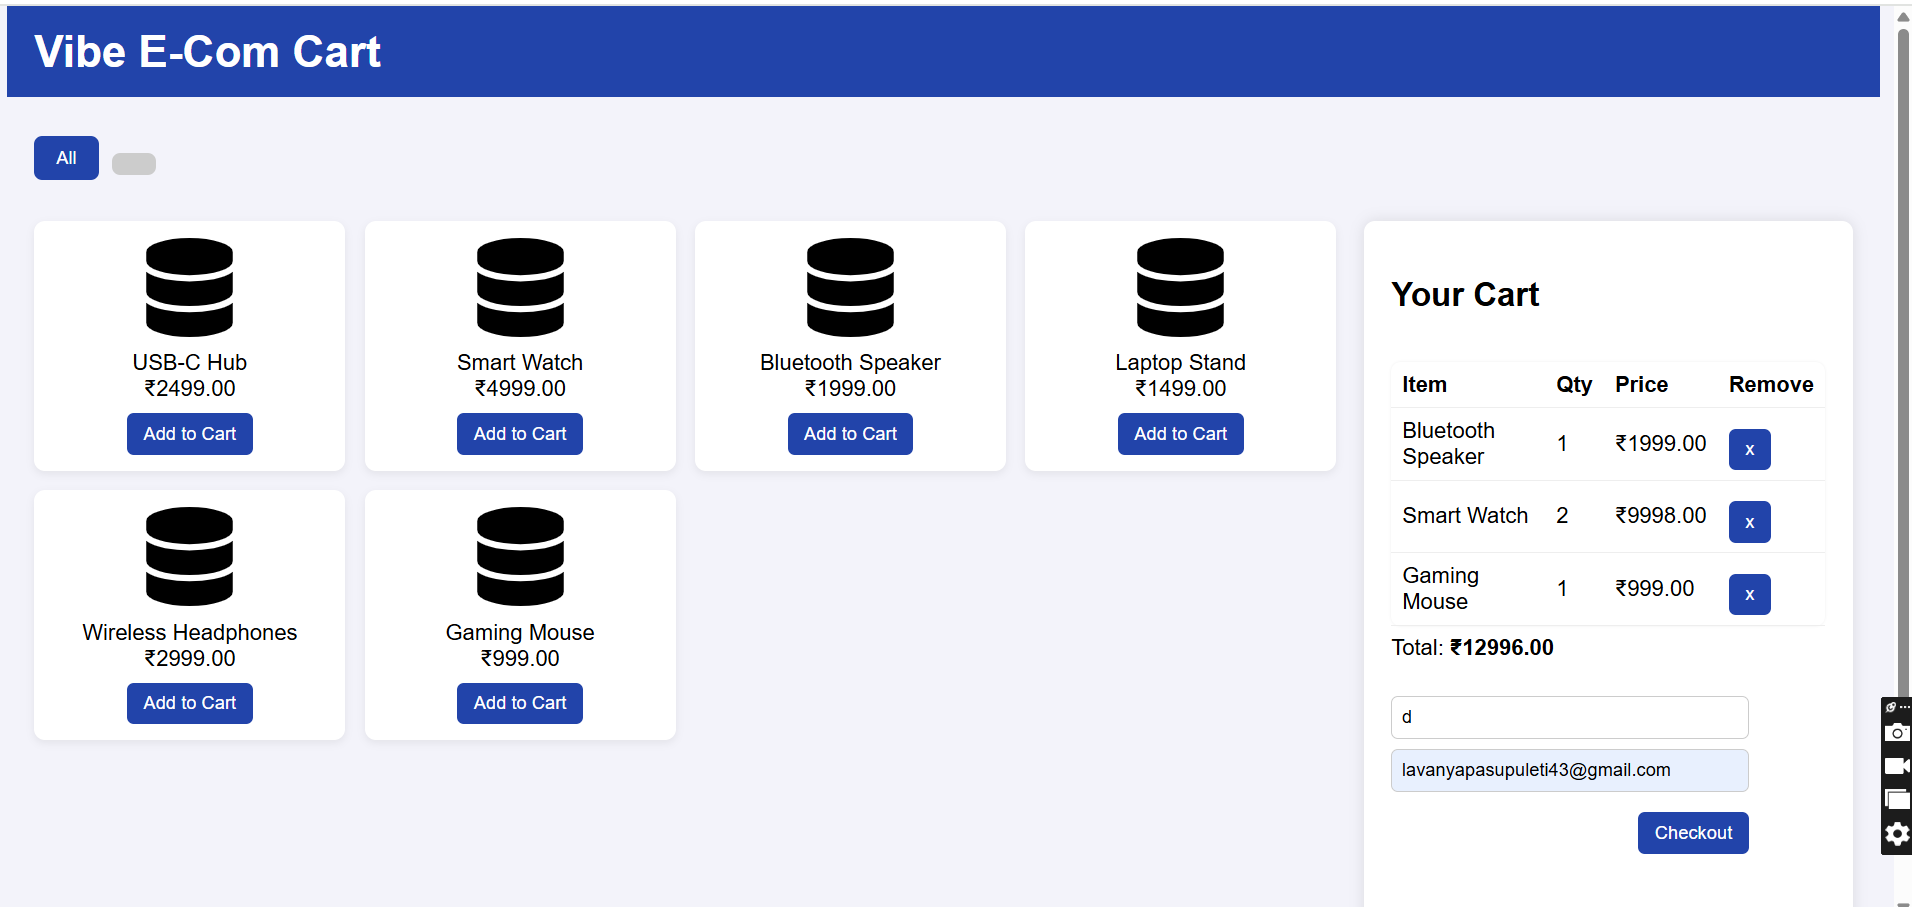 Vibe E-Com Cart
All
USB-C Hub
₹2499.00
Add to Cart
Smart Watch
₹4999.00
Add to Cart
Bluetooth Speaker
₹1999.00
Add to Cart
Laptop Stand
₹1499.00
Add to Cart
Wireless Headphones
₹2999.00
Add to Cart
Gaming Mouse
₹999.00
Add to Cart
Your Cart
Item Qty Price Remove
Bluetooth
Speaker 1 ₹1999.00 x
Smart Watch 2 ₹9998.00 x
Gaming
Mouse 1 ₹999.00 x
Total: ₹12996.00
d
lavanyapasupuleti43@gmail.com
Checkout